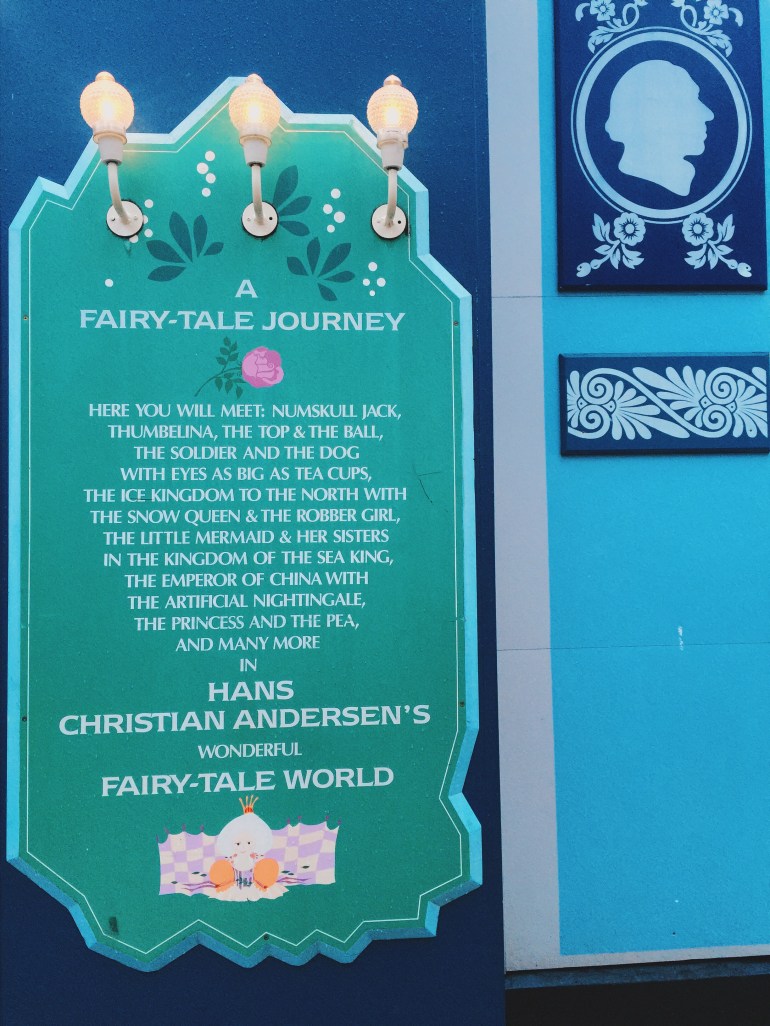 A
FAIRY-TALE JOURNEY
HERE YOU WILL MEET: NUMSKULL JACK,
THUMBELINA, THE TOP & THE BALL,
THE SOLDIER AND THE DOG
WITH EYES AS BIG AS TEA CUPS,
THE ICE KINGDOM TO THE NORTH WITH
THE SNOW QUEEN & THE ROBBER GIRL,
THE LITTLE MERMAID & HER SISTERS
IN THE KINGDOM OF THE SEA KING,
THE EMPEROR OF CHINA WITH
THE ARTIFICIAL NIGHTINGALE,
THE PRINCESS AND THE PEA,
AND MANY MORE
IN
HANS
CHRISTIAN ANDERSEN'S
WONDERFUL
FAIRY-TALE WORLD